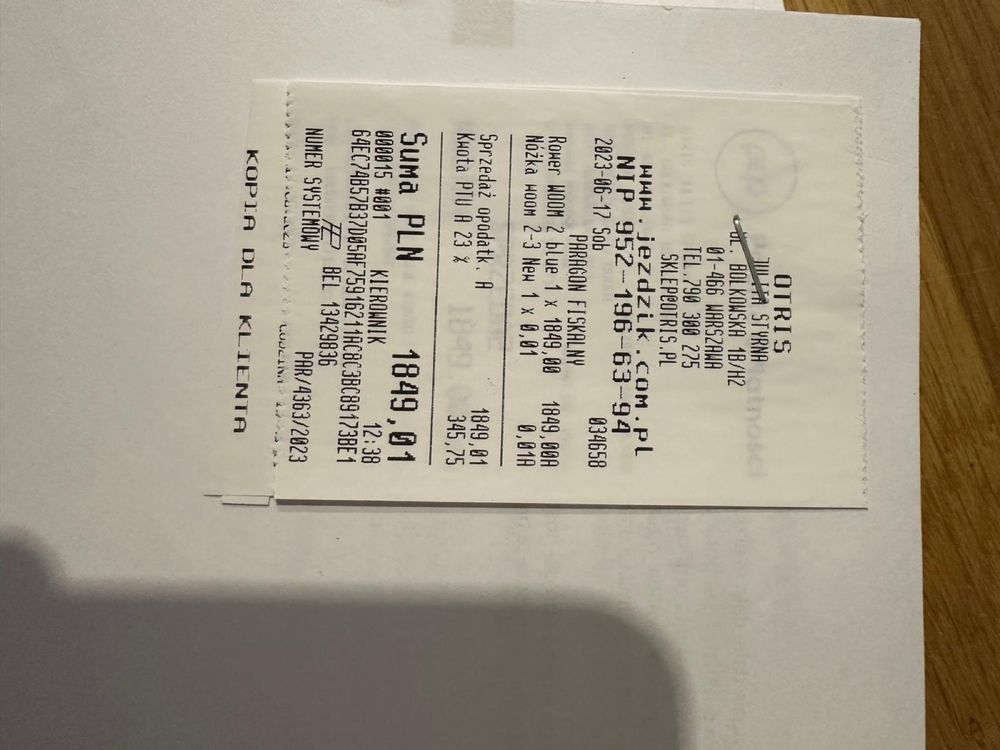 OTRIS
STYRNA
UL. BOLKOWSKA 1B/H2
01-466 WARSZAWA
TEL.790 300 275
SKLEP@OTRIS.PL
www.jezdzik.com.pl
NIP 952-196-63-94
2023-06-17 Sob 034658
PARAGON FISKALNY
Rower WOOM 2 blue 1 x 1849,00 1849,00A
Nóżka woom 2-3 New 1 x 0,01 0,01A
Sprzedaż opodatk. A 1849,01
Kwota PTU A 23 % 345,75
Suma PLN 1849,01
000015 #001 KIEROWNIK 12:38
64EC74B57B37D05AF75916211AC8C3BC89173BE1
BEL 13429836
NUMER SYSTEMOWY PAR/4363/2023
KOPIA DLA KLIENTA